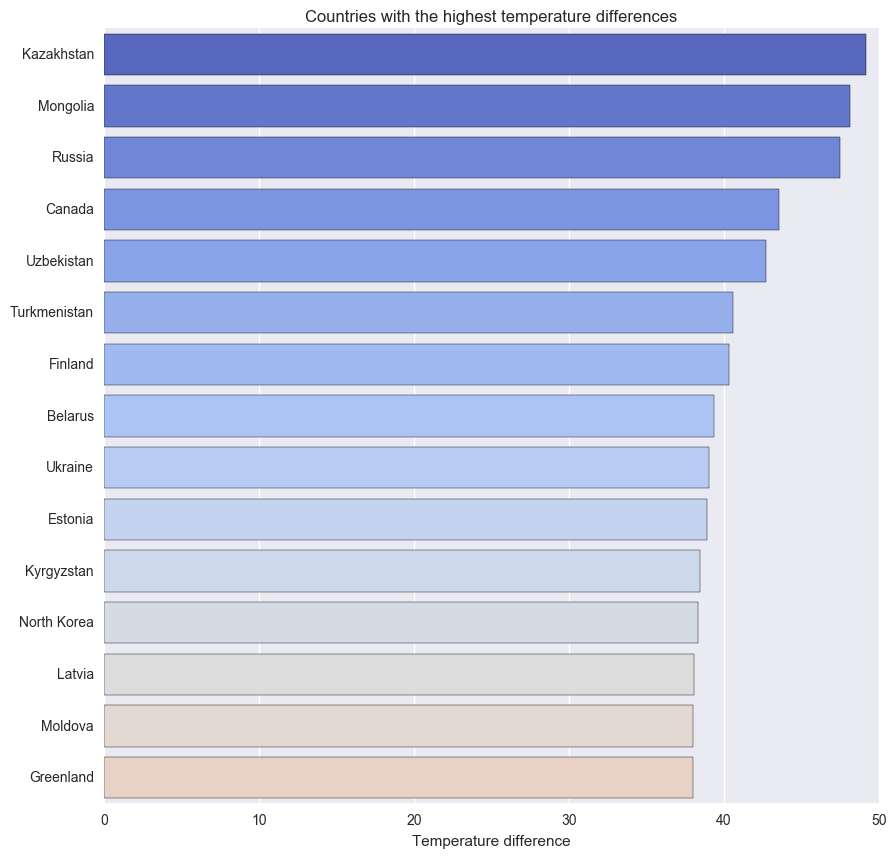 Countries with the highest temperature differences
Kazakhstan
Mongolia
Russia
Canada
Uzbekistan
Turkmenistan
Finland
Belarus
Ukraine
Estonia
Kyrgyzstan
North Korea
Latvia
Moldova
Greenland
0 10 20 30 40 50
Temperature difference